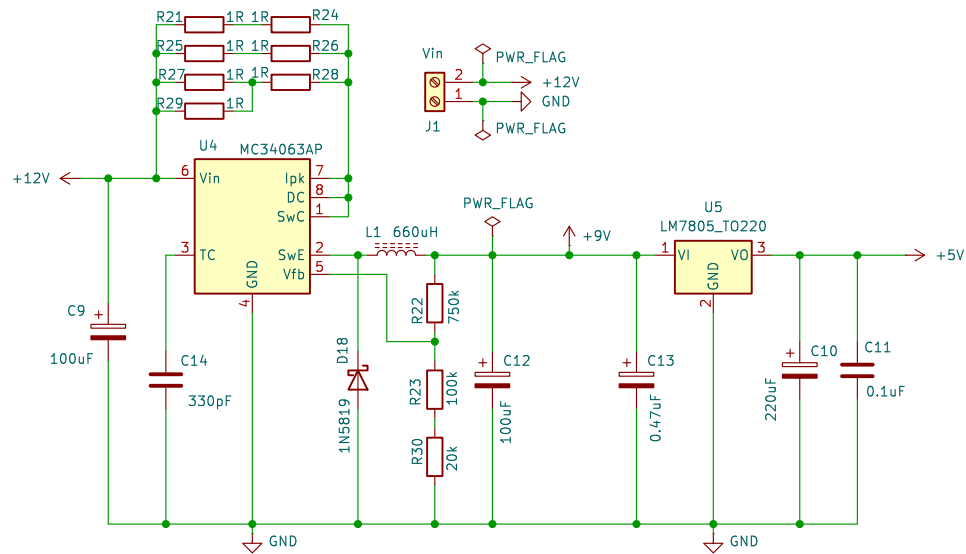 R21 1R 1R R24
R25 1R 1R R26
R27 1R 1R R28
R29 1R
Vin
PWR_FLAG
2 +12V
1 GND
J1 PWR_FLAG
U4 MC34063AP
+12V 6 Vin Ipk 7
DC 8
SwC 1
3 TC SwE 2
GND Vfb 5
4
PWR_FLAG
L1 660uH
+9V
U5
LM7805_TO220
1 VI VO 3
GND
2
+5V
C9 +
100uF
C14
330pF
D18
1N5819
R22
750k
R23
100k
R30
20k
+ C12
100uF
+ C13
0.47uF
+ C10
220uF
C11
0.1uF
GND
GND